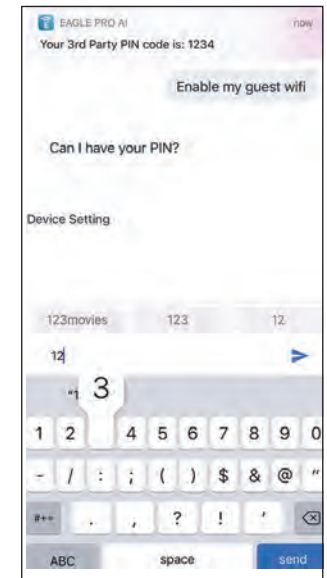 EAGLE PRO AI now
Your 3rd Party PIN code is: 1234
Enable my guest wifi
Can I have your PIN?
Device Setting
123movies 123 12
12
"1 3
1 2 4 5 6 7 8 9 0
- / : ; ( ) $ & @ "
#+= . , ? ! '
ABC space send